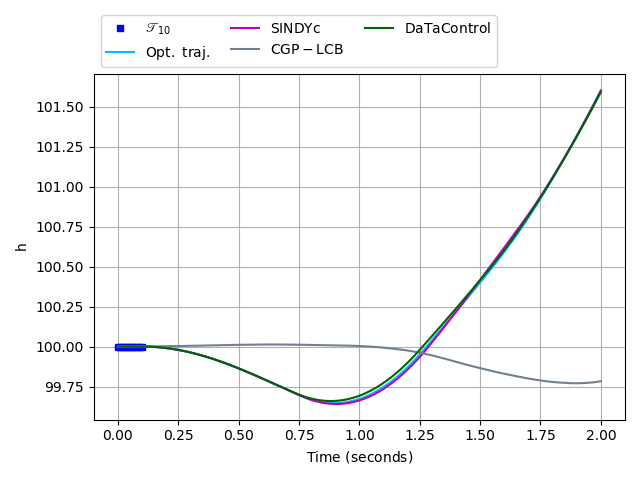 𝒯10
Opt. traj.
SINDYc
CGP − LCB
DaTaControl
101.50
101.25
101.00
100.75
100.50
100.25
100.00
99.75
h
0.00 0.25 0.50 0.75 1.00 1.25 1.50 1.75 2.00
Time (seconds)